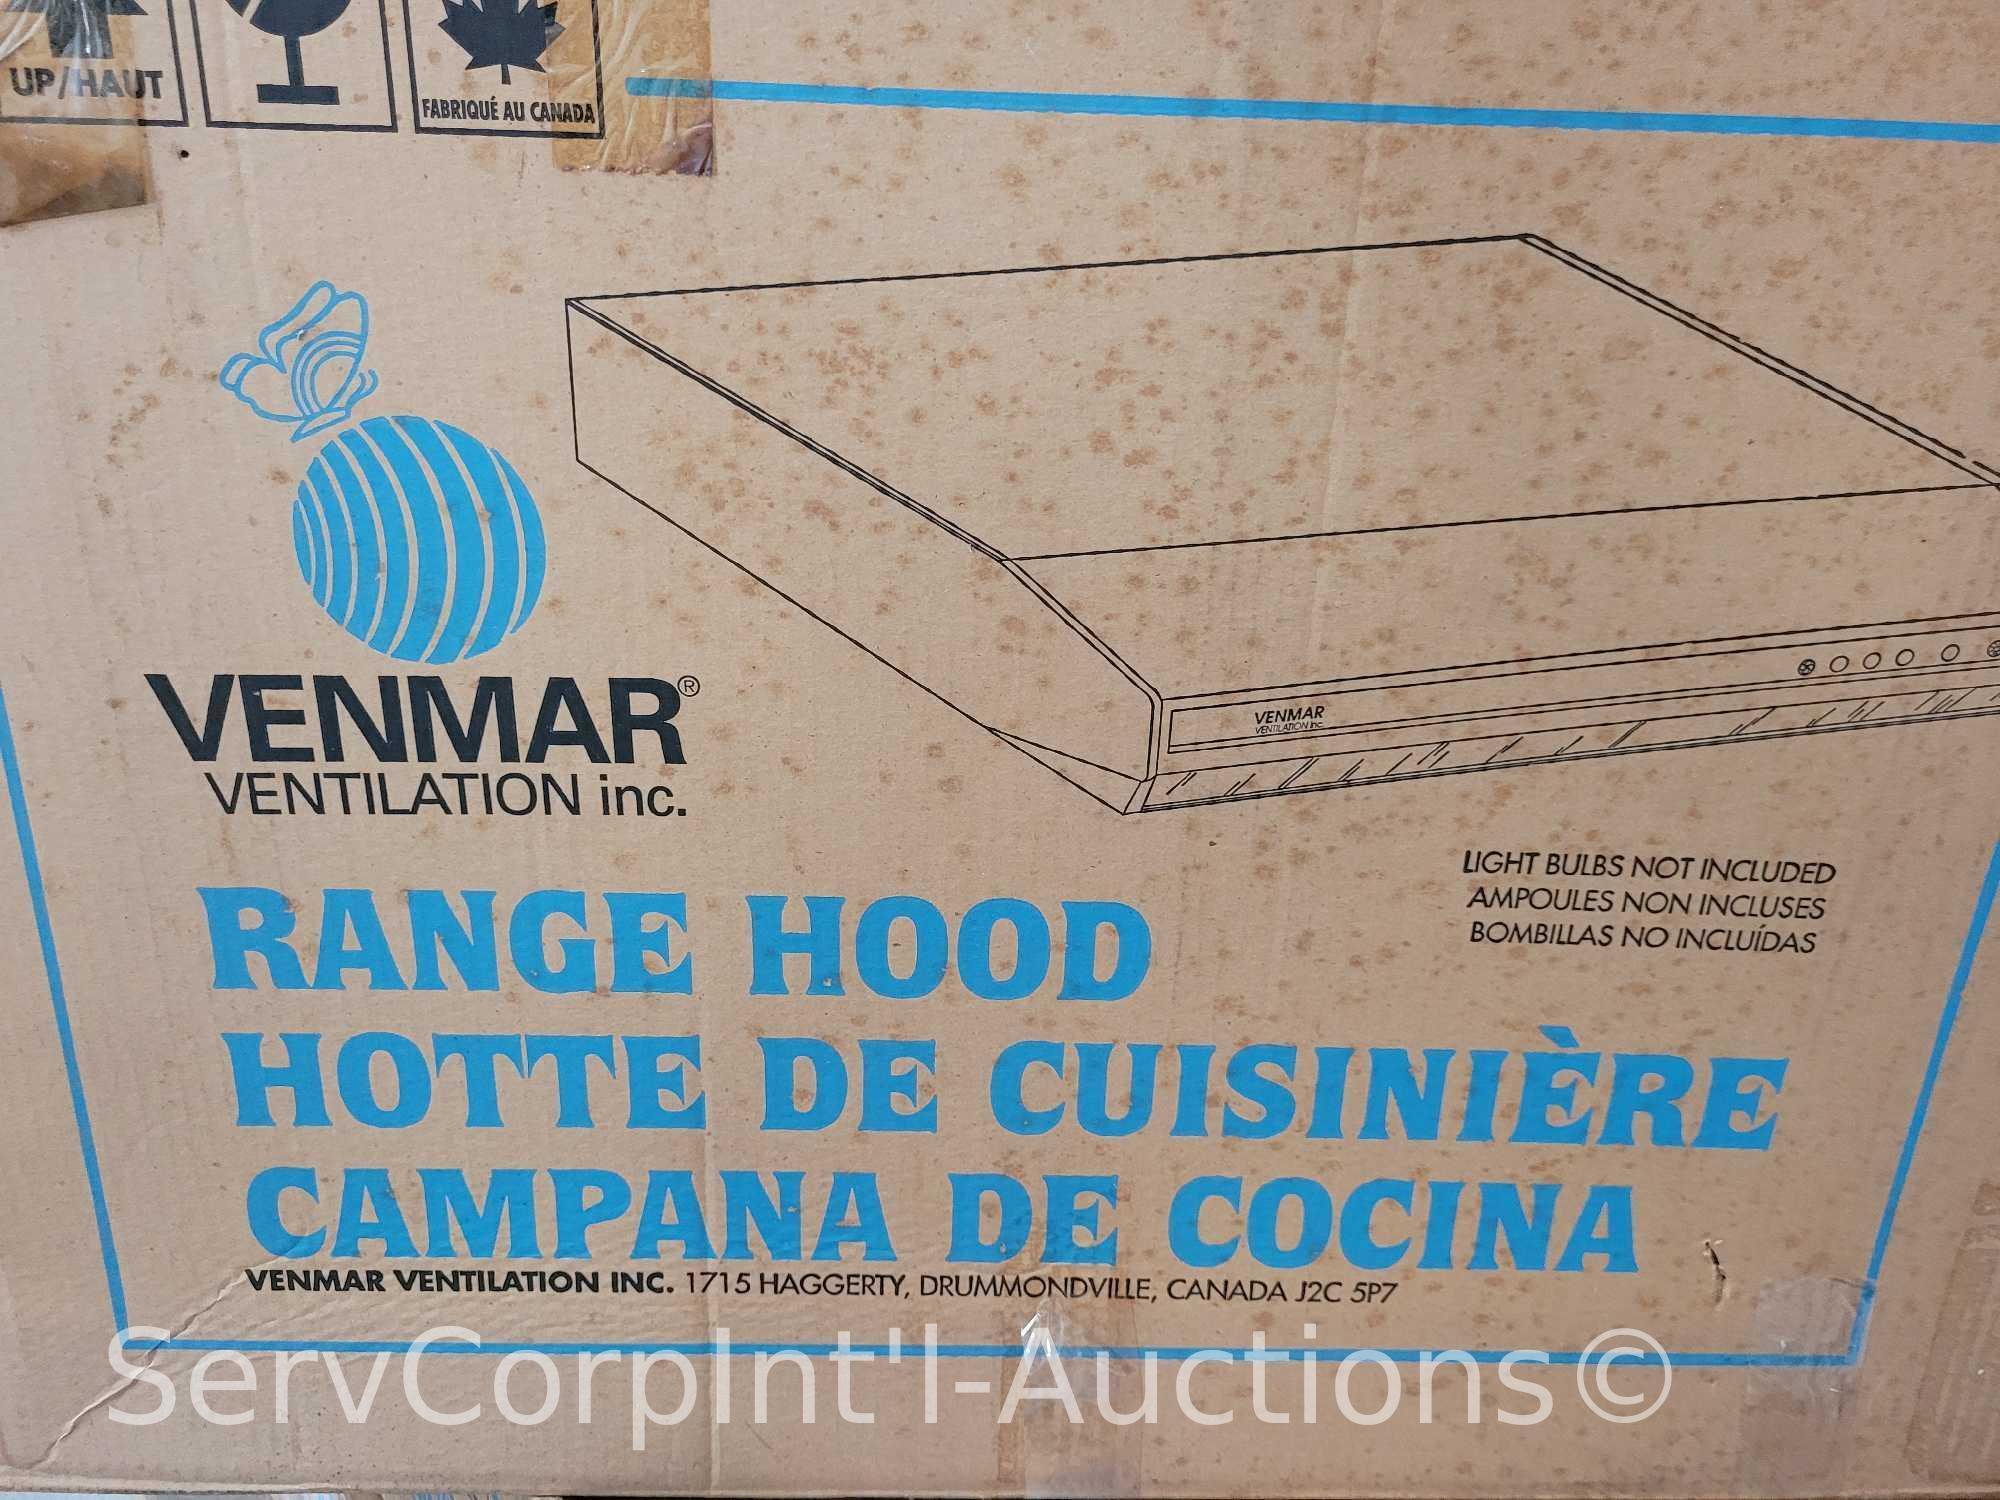 UP/HAUT
FABRIQUÉ AU CANADA
VENMAR®
VENTILATION inc.
VENMAR
VENTILATION inc.
LIGHT BULBS NOT INCLUDED
AMPOULES NON INCLUSES
BOMBILLAS NO INCLUÍDAS
RANGE HOOD
HOTTE DE CUISINIÈRE
CAMPANA DE COCINA
VENMAR VENTILATION INC. 1715 HAGGERTY, DRUMMONDVILLE, CANADA J2C 5P7
ServCorpInt'l-Auctions©